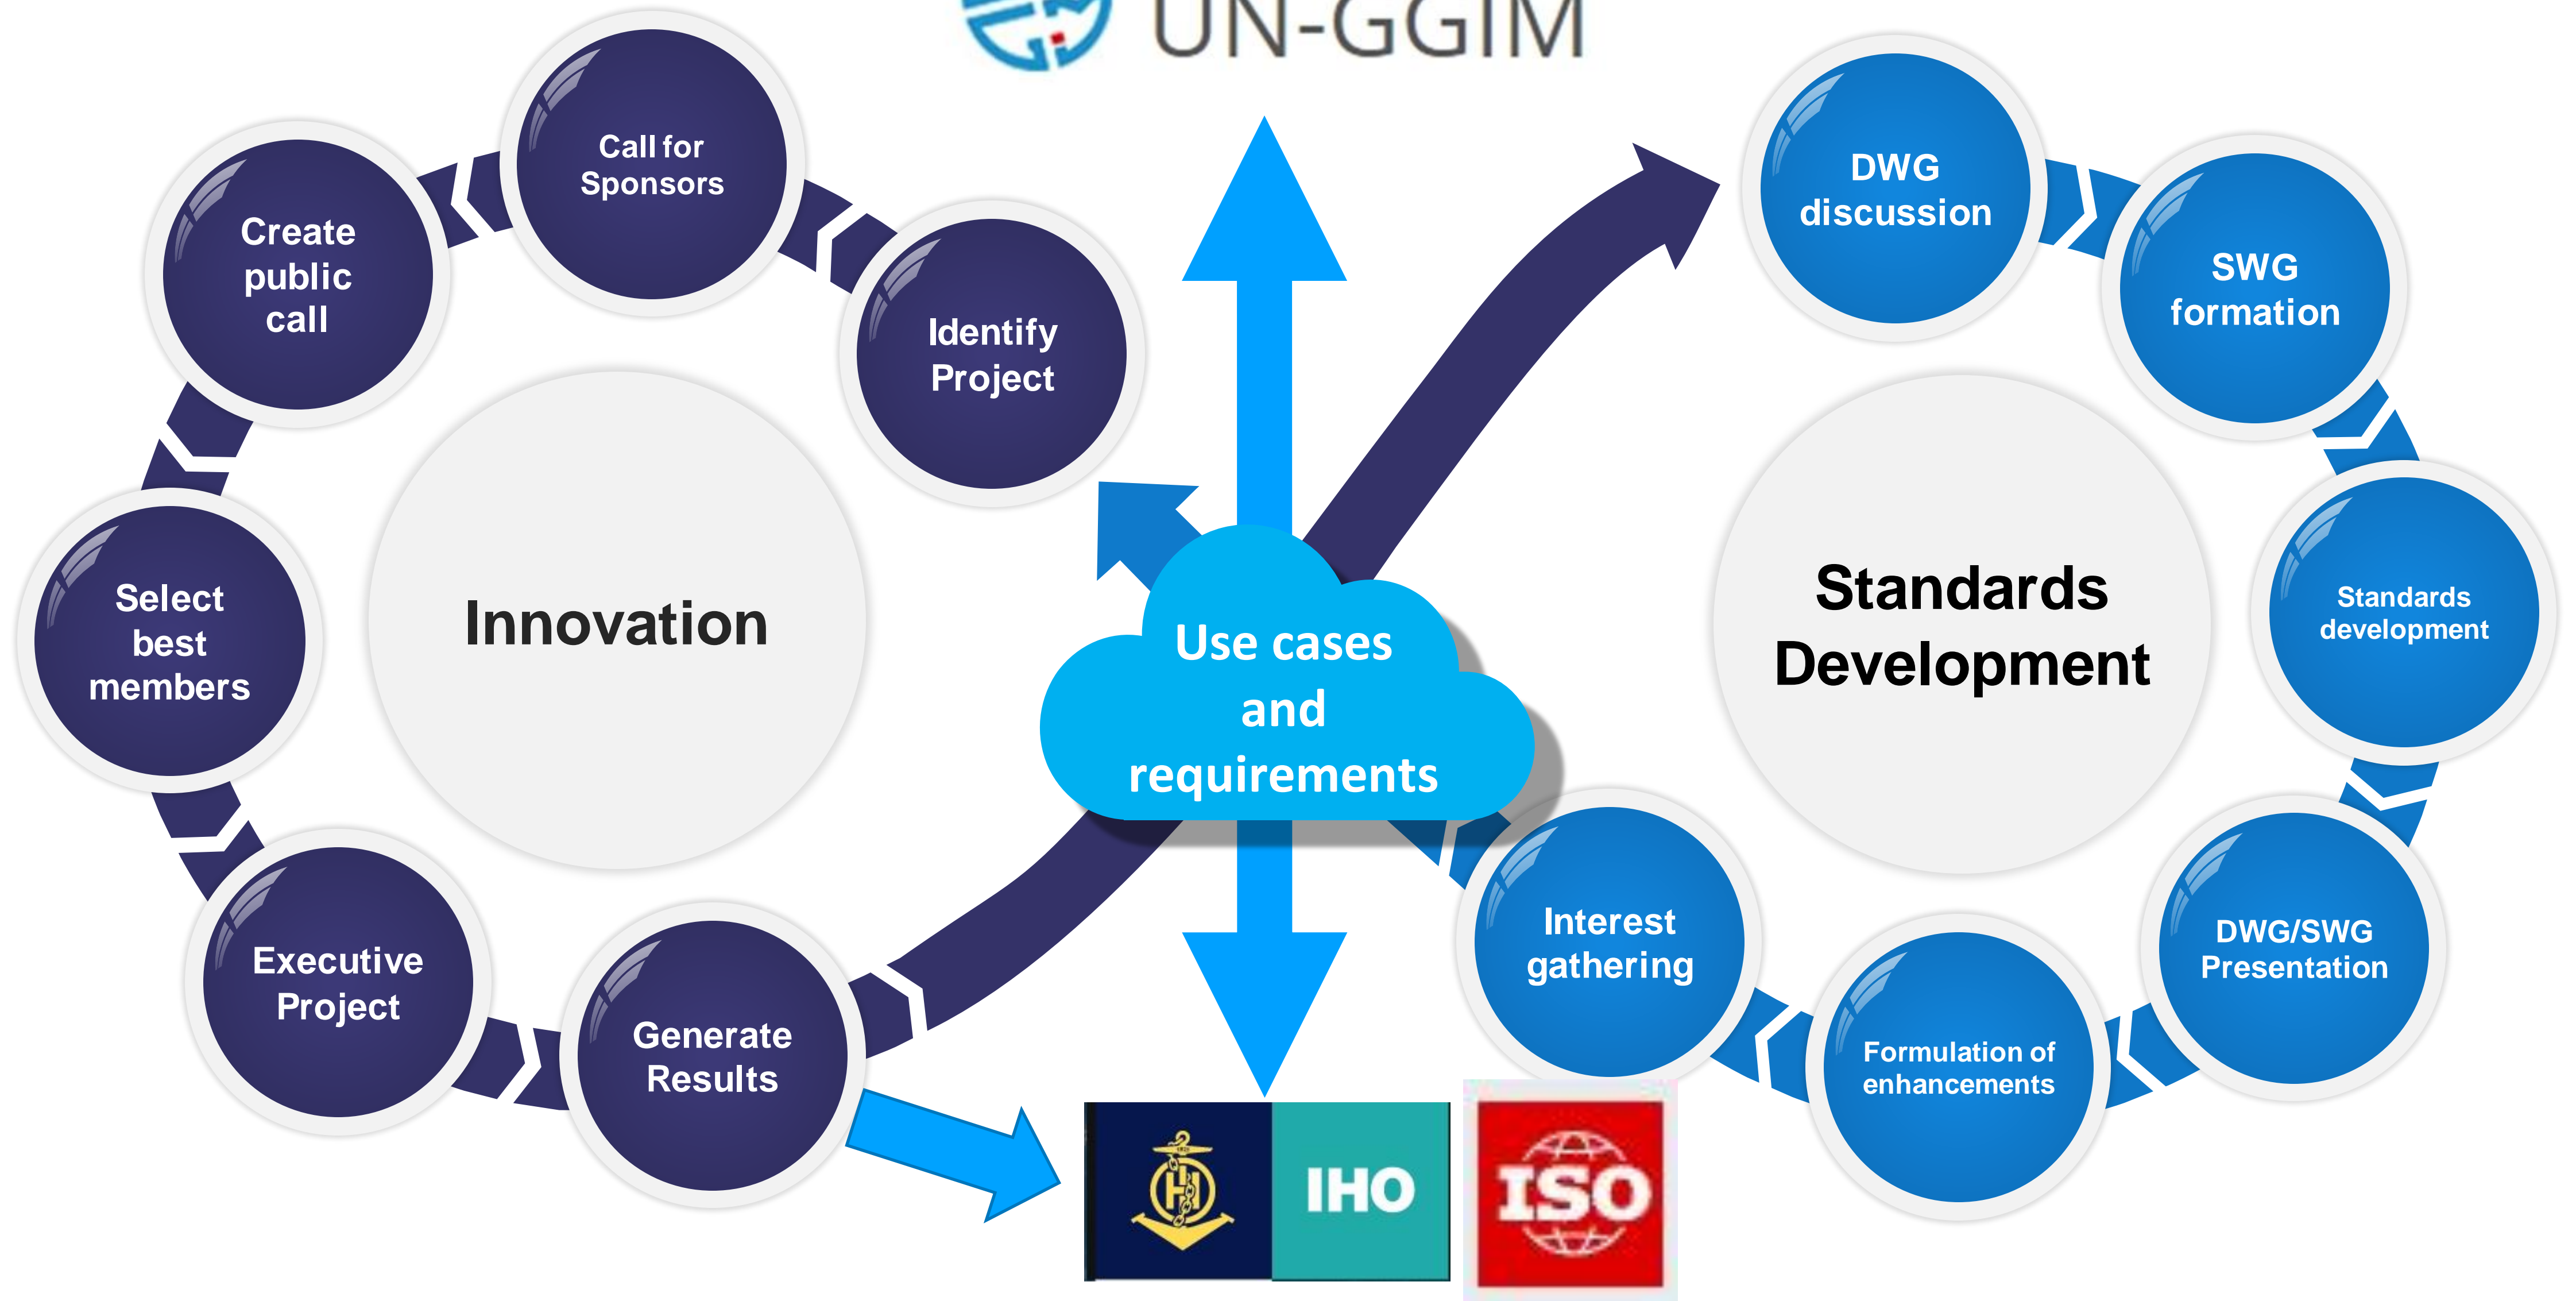 UN-GGIM
Call for
Sponsors
Create
public
call
Identify
Project
Select
best
members
Innovation
Executive
Project
Generate
Results
Use cases
and
requirements
DWG
discussion
SWG
formation
Standards
development
Standards
Development
DWG/SWG
Presentation
Formulation of
enhancements
Interest
gathering
IHO
ISO